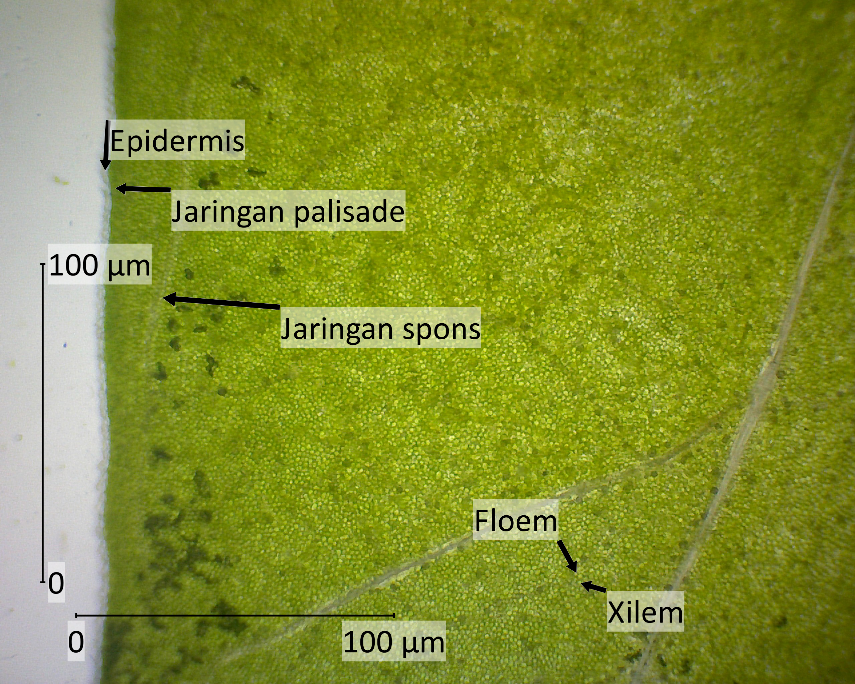 Epidermis
Jaringan palisade
100 µm
Jaringan spons
Floem
0
Xilem
0
100 µm